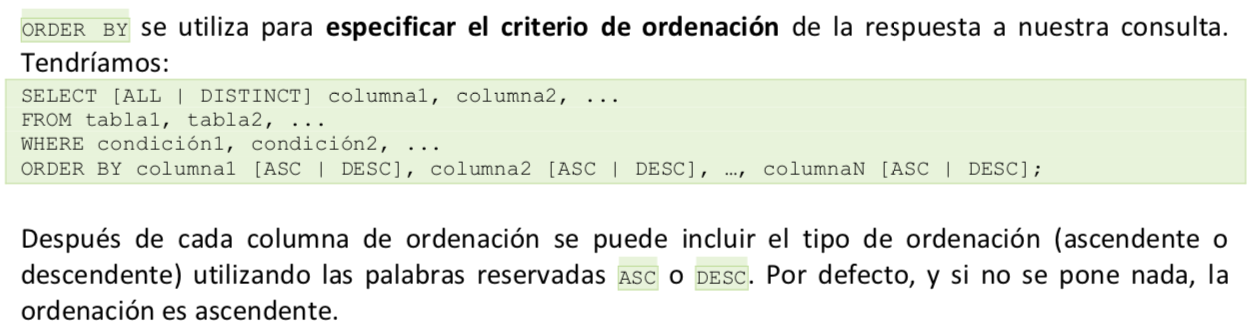 ORDER BY se utiliza para especificar el criterio de ordenación de la respuesta a nuestra consulta.
Tendríamos:
SELECT [ALL | DISTINCT] columna1, columna2, ...
FROM tabla1, tabla2, ...
WHERE condición1, condición2, ...
ORDER BY columna1 [ASC | DESC], columna2 [ASC | DESC], …, columnaN [ASC | DESC];
Después de cada columna de ordenación se puede incluir el tipo de ordenación (ascendente o
descendente) utilizando las palabras reservadas ASC o DESC. Por defecto, y si no se pone nada, la
ordenación es ascendente.